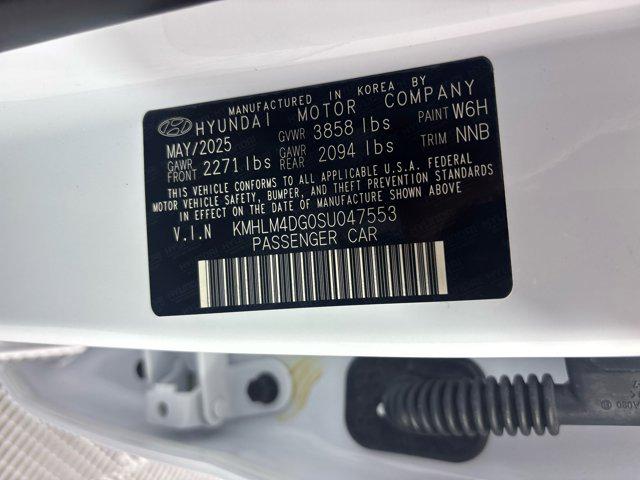 MANUFACTURED IN KOREA BY
HYUNDAI MOTOR COMPANY
MAY/2025 GVWR 3858 lbs PAINT W6H
GAWR FRONT 2271 lbs GAWR REAR 2094 lbs TRIM NNB
THIS VEHICLE CONFORMS TO ALL APPLICABLE U.S.A. FEDERAL
MOTOR VEHICLE SAFETY, BUMPER, AND THEFT PREVENTION STANDARDS
IN EFFECT ON THE DATE OF MANUFACTURE SHOWN ABOVE.
V.I.N KMHLM4DG0SU047553
PASSENGER CAR
A080